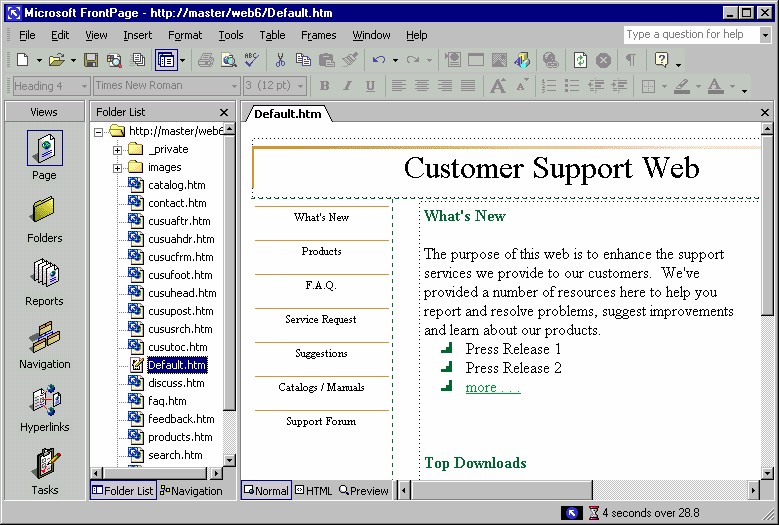 Microsoft FrontPage - http://master/web6/Default.htm
File Edit View Insert Format Tools Table Frames Window Help
Type a question for help
Heading 4 Times New Roman 3 (12 pt) B I U A A A
Views
Page
Folders
Reports
Navigation
Hyperlinks
Tasks
Folder List
http://master/web6
_private
images
catalog.htm
contact.htm
cusuaftr.htm
cusuahdr.htm
cusucfrm.htm
cusufoot.htm
cusuhead.htm
cusupost.htm
cususrch.htm
cusutoc.htm
Default.htm
discuss.htm
faq.htm
feedback.htm
products.htm
search.htm
Folder List Navigation
Default.htm
Customer Support Web
What's New
Products
F.A.Q.
Service Request
Suggestions
Catalogs / Manuals
Support Forum
What's New
The purpose of this web is to enhance the support
services we provide to our customers. We've
provided a number of resources here to help you
report and resolve problems, suggest improvements
and learn about our products.
Press Release 1
Press Release 2
more . . .
Top Downloads
Normal HTML Preview
4 seconds over 28.8